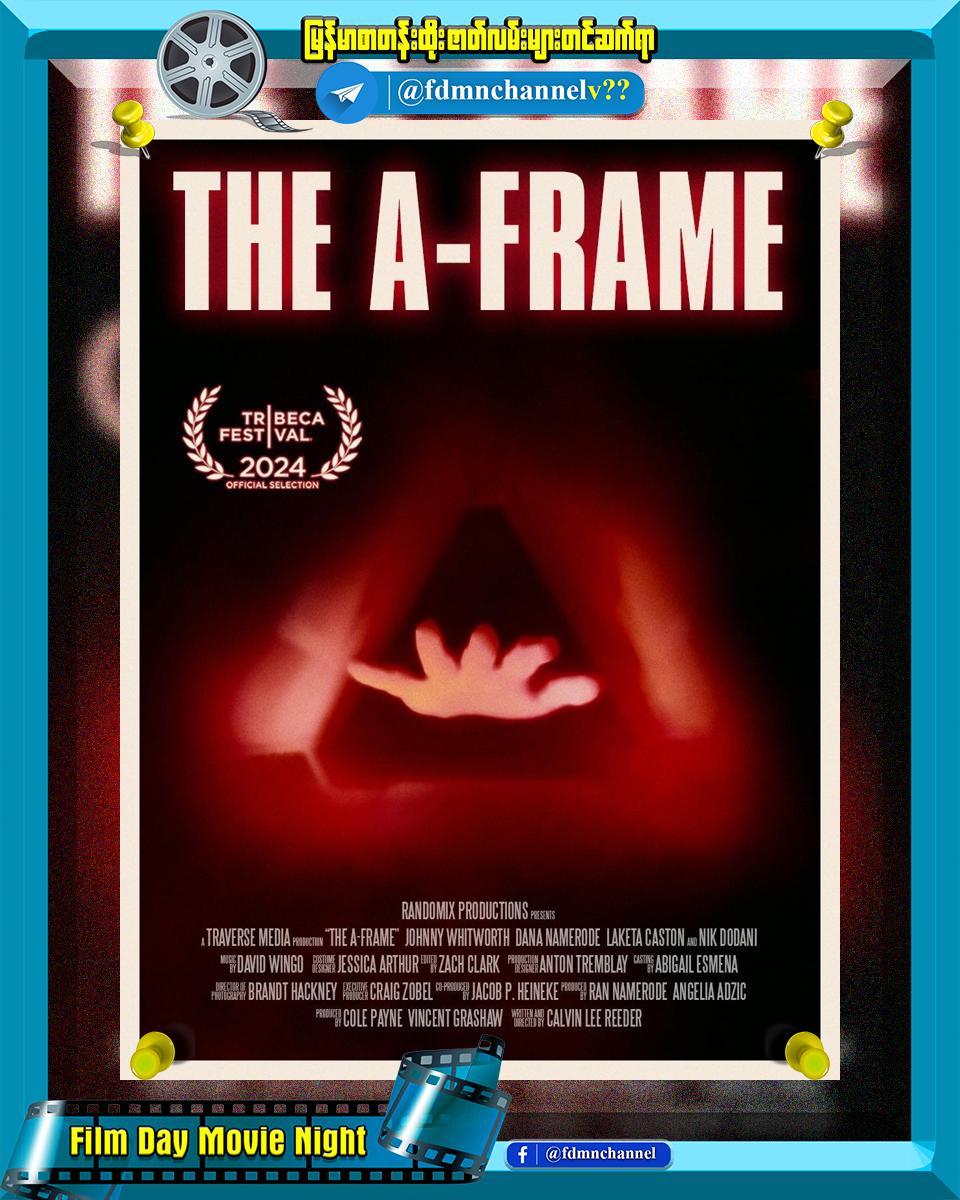 မြန်မာစာတန်းထိုးဇာတ်လမ်းများတင်ဆက်ရာ
@fdmnchannelv??
THE A-FRAME
TRIBECA
FESTIVAL
2024
OFFICIAL SELECTION
RANDOMIX PRODUCTIONS PRESENTS
A TRAVERSE MEDIA PRODUCTION "THE A-FRAME" JOHNNY WHITWORTH DANA NAMERODE LAKETA CASTON AND NIK DODANI
MUSIC BY DAVID WINGO COSTUME DESIGNER JESSICA ARTHUR EDITED BY ZACH CLARK PRODUCTION DESIGNER ANTON TREMBLAY CASTING BY ABIGAIL ESMENA
DIRECTOR OF PHOTOGRAPHY BRANDT HACKNEY EXECUTIVE PRODUCER CRAIG ZOBEL CO-PRODUCED BY JACOB P. HEINEKE PRODUCED BY RAN NAMERODE ANGELIA ADZIC
PRODUCED BY COLE PAYNE VINCENT GRASHAW WRITTEN AND DIRECTED BY CALVIN LEE REEDER
Film Day Movie Night
@fdmnchannel